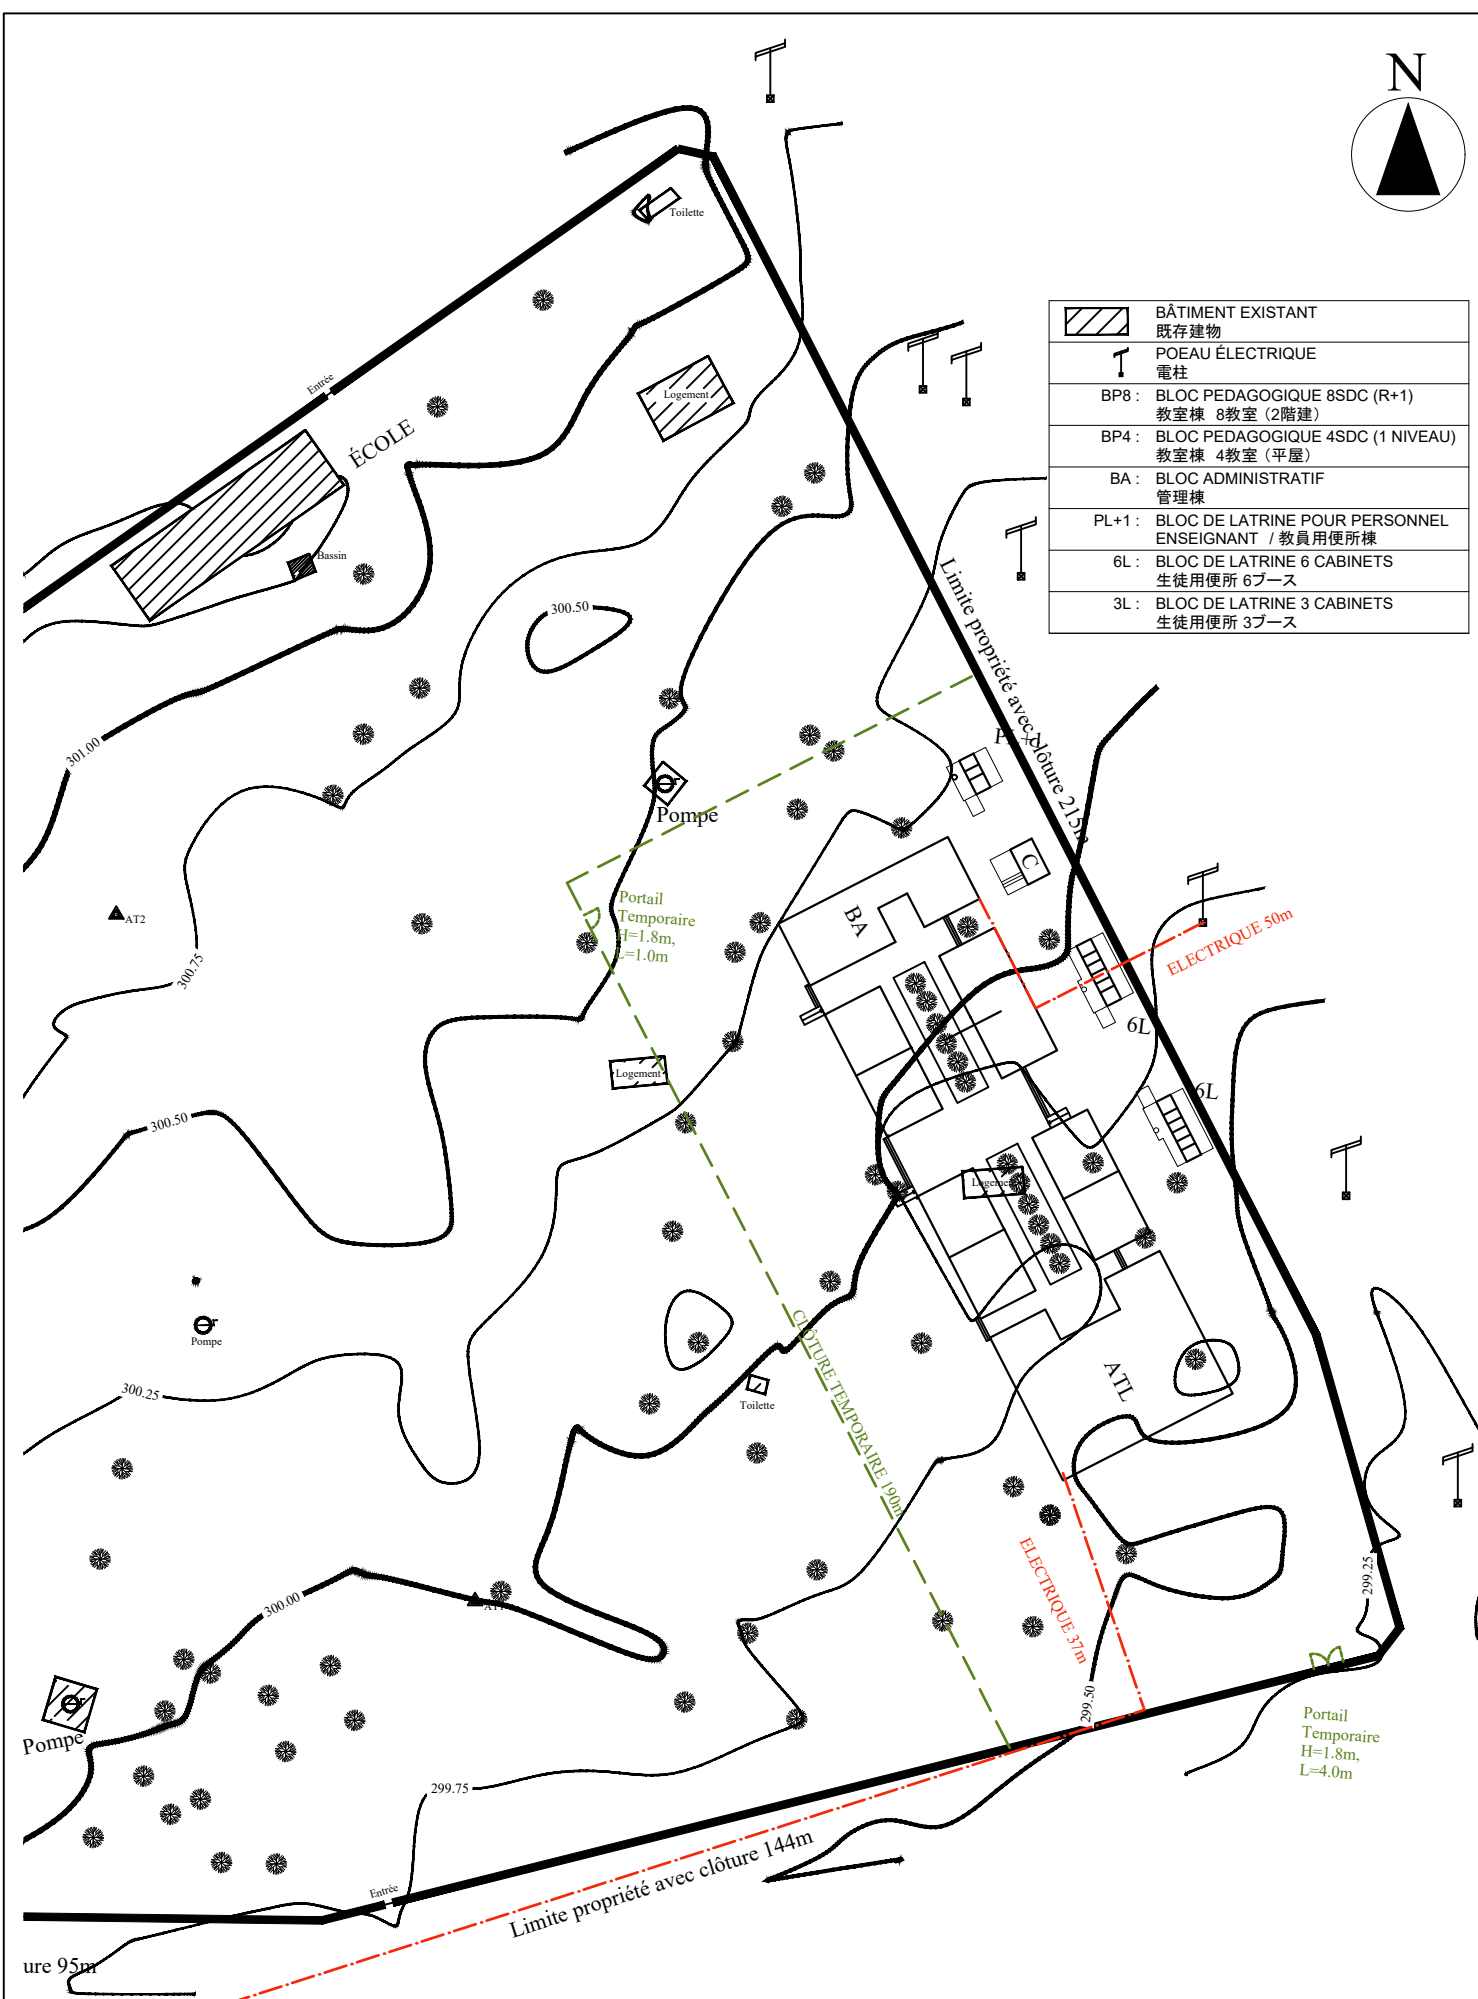 N
Toilette
BÂTIMENT EXISTANT
既存建物
POEAU ÉLECTRIQUE
電柱
BP8 : BLOC PEDAGOGIQUE 8SDC (R+1)
教室棟 8教室（2階建）
BP4 : BLOC PEDAGOGIQUE 4SDC (1 NIVEAU)
教室棟 4教室（平屋）
BA : BLOC ADMINISTRATIF
管理棟
PL+1 : BLOC DE LATRINE POUR PERSONNEL
ENSEIGNANT / 教員用便所棟
6L : BLOC DE LATRINE 6 CABINETS
生徒用便所 6ブース
3L : BLOC DE LATRINE 3 CABINETS
生徒用便所 3ブース
Entrée
Logement
ÉCOLE
Bassin
300.50
Limite propriété avec clôture 215m
301.00
Pompe
C
Portail
Temporaire
H=1.8m,
L=1.0m
BA
AT2
ELECTRIQUE 50m
300.75
6L
Logement
6L
300.50
Logement
Pompe
CLÔTURE TEMPORAIRE 190m
300.25
ATL
Toilette
ELECTRIQUE 37m
299.25
300.00
299.50
Pompe
Portail
Temporaire
H=1.8m,
L=4.0m
299.75
Limite propriété avec clôture 144m
Entrée
ure 95m